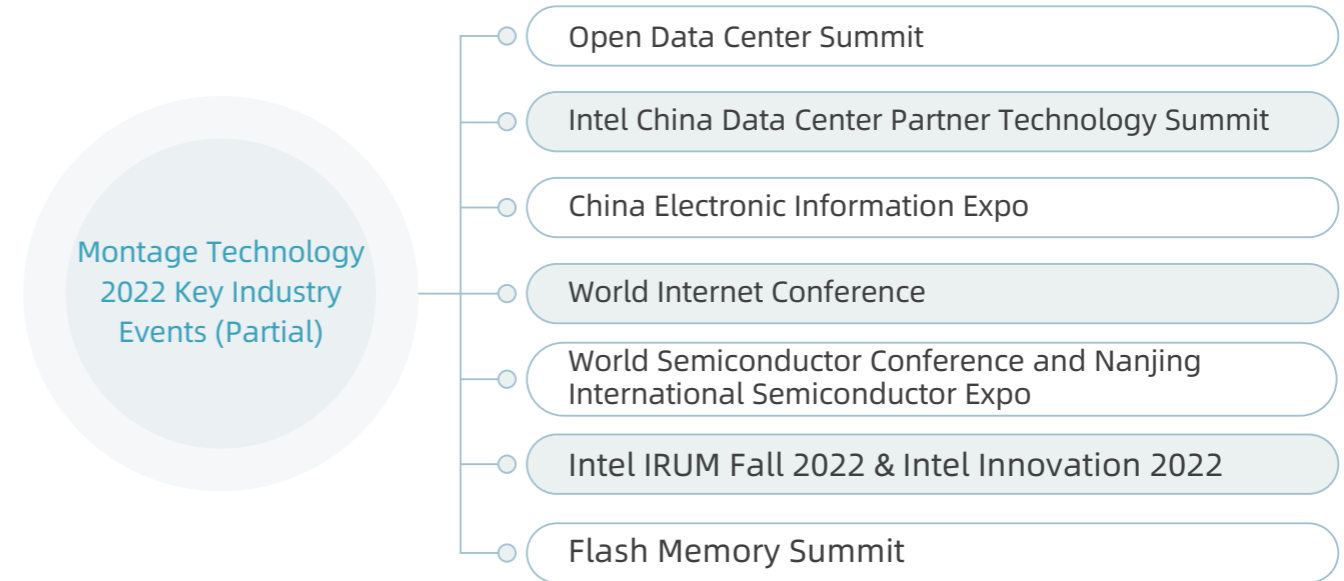 Montage Technology
2022 Key Industry
Events (Partial)
Open Data Center Summit
Intel China Data Center Partner Technology Summit
China Electronic Information Expo
World Internet Conference
World Semiconductor Conference and Nanjing
International Semiconductor Expo
Intel IRUM Fall 2022 & Intel Innovation 2022
Flash Memory Summit